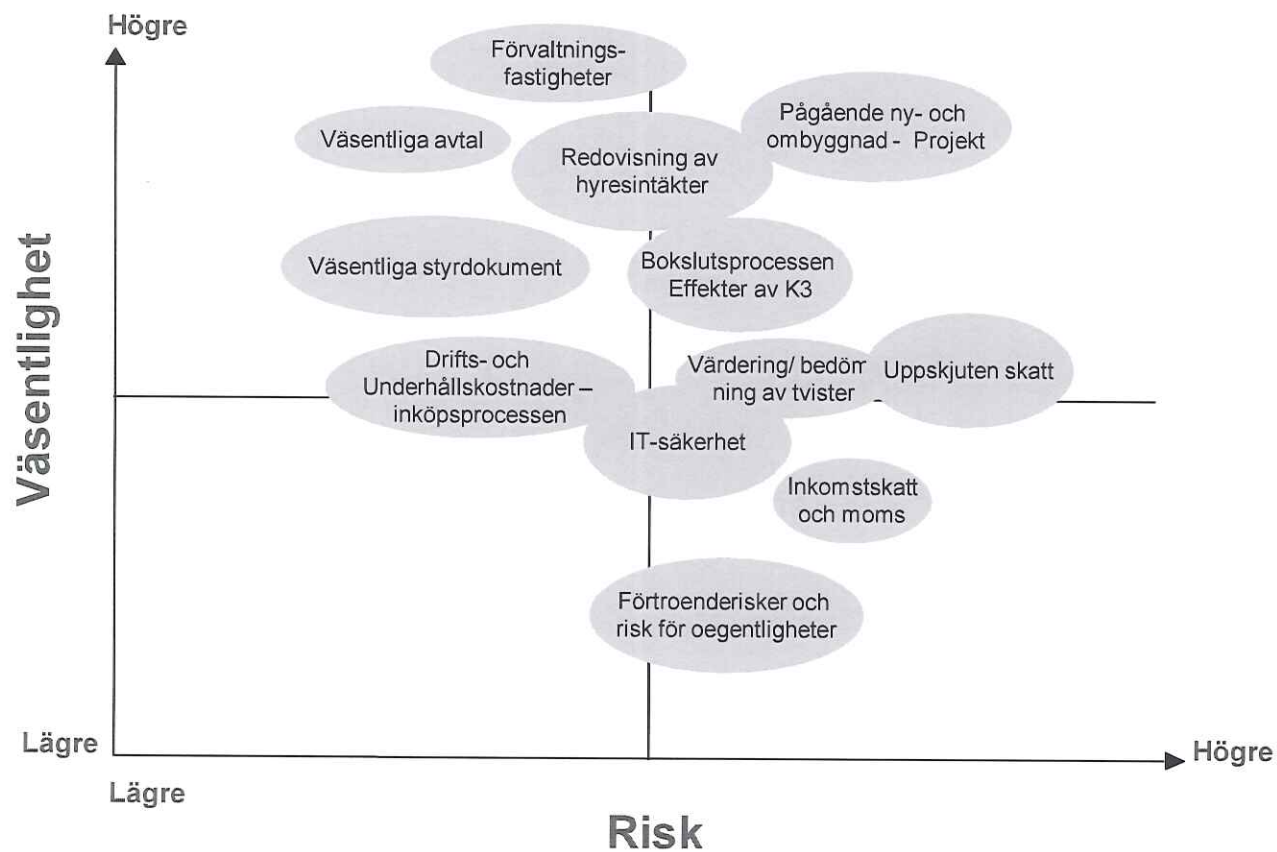 Högre
Förvaltnings-
fastigheter
Pågående ny- och
ombyggnad - Projekt
Väsentliga avtal
Redovisning av
hyresintäkter
Väsentliga styrdokument
Bokslutsprocessen
Effekter av K3
Väsentlighet
Drifts- och
Underhållskostnader –
inköpsprocessen
Värdering/ bedöm
ning av tvister
Uppskjuten skatt
IT-säkerhet
Inkomstskatt
och moms
Förtroenderisker och
risk för oegentligheter
Lägre
Högre
Lägre
Risk